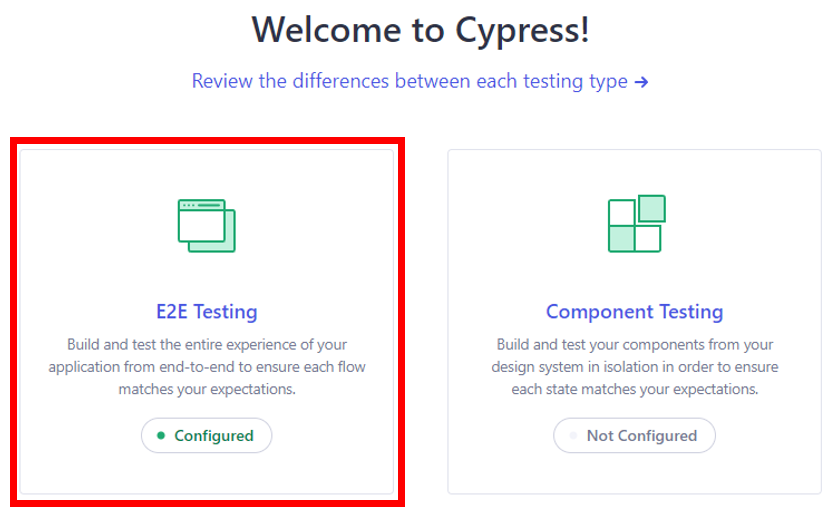 Welcome to Cypress!
Review the differences between each testing type →
E2E Testing
Build and test the entire experience of your
application from end-to-end to ensure each flow
matches your expectations.
Configured
Component Testing
Build and test your components from your
design system in isolation in order to ensure
each state matches your expectations.
Not Configured